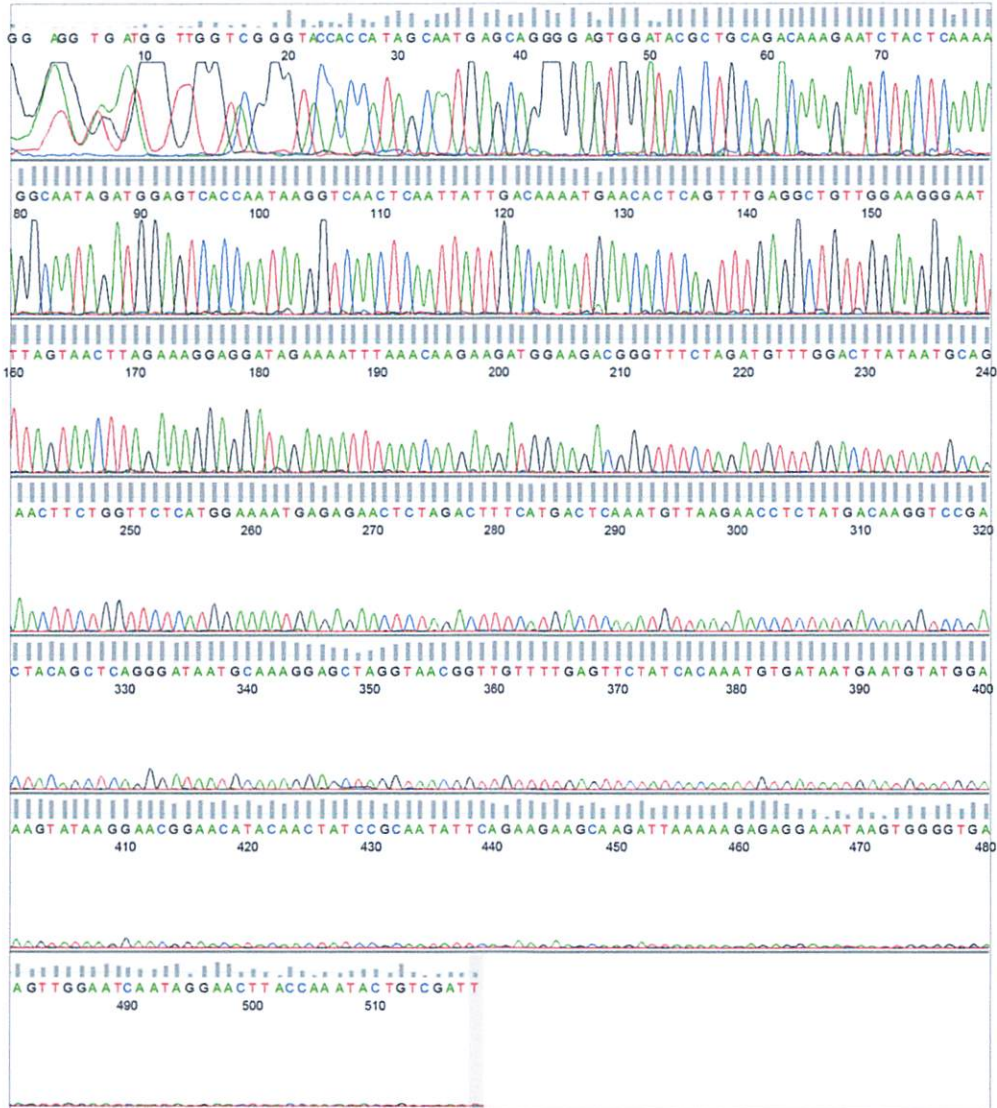 GG AGG T G ATGG TTGGTCGGGTACCACCATAGCAATGAGCAGGGGAGTGGATACGCTGCAGACAAAGAATCTACTCAAAA
10 20 30 40 50 60 70
GGCAATAGATGGAGTCACCAATAAGGTCAACTCAATTATTGACAAAATGAACACTCAGTTTGAGGCTGTTGGAAGGGAAT
80 90 100 110 120 130 140 150
TTAGTAACTTAGAAAGGAGGATAGAAAATTTAAACAAGAAGATGGAAGACGGGTTTCTAGATGTTTGGACTTATAATGCAG
160 170 180 190 200 210 220 230 240
AACTTCTGGTTCTCATGGAAAATGAGAGAACTCTAGACTTTCATGACTCAAATGTTAAGAACCTCTATGACAAGGTCCGA
250 260 270 280 290 300 310 320
CTACAGCTCAGGGATAATGCAAAGGAGCTAGGTAACGGTTGTTTTGAGTTCTATCACAAATGTGATAATGAATGTATGGA
330 340 350 360 370 380 390 400
AAGTATAAGGAACGGAACATACAACTATCCGCAATATTCAGAAGAAGCAAGATTAAAAAGAGAGGAAATAAGTGGGGTGA
410 420 430 440 450 460 470 480
AGTTGGAATCAATAGGAACTTACCAAATACTGTCGATT
490 500 510